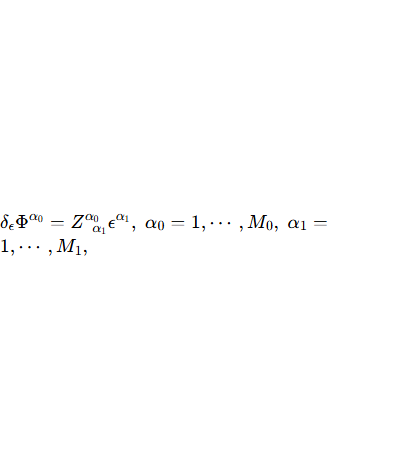 δ_ϵ Φ^{α_0} = Z^{α_0}_{α_1} ϵ^{α_1}, α_0 = 1, ⋯ , M_0, α_1 =
1, ⋯ , M_1,